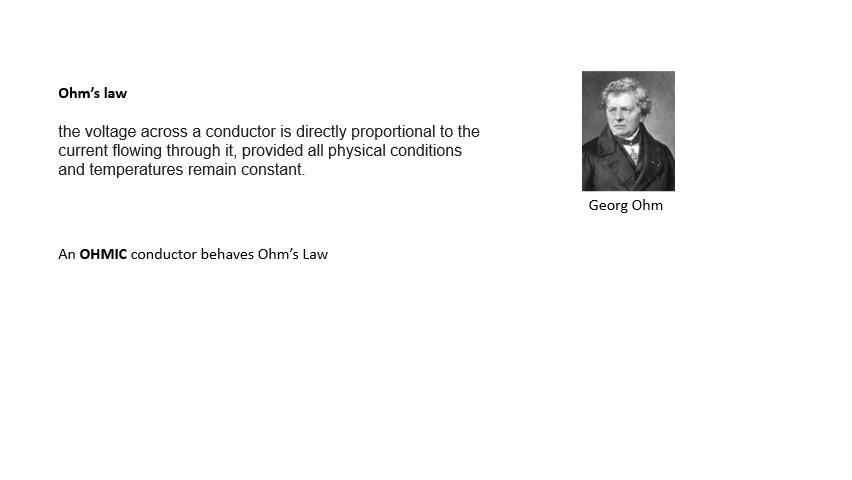 Ohm’s law
the voltage across a conductor is directly proportional to the
current flowing through it, provided all physical conditions
and temperatures remain constant.
Georg Ohm
An OHMIC conductor behaves Ohm’s Law